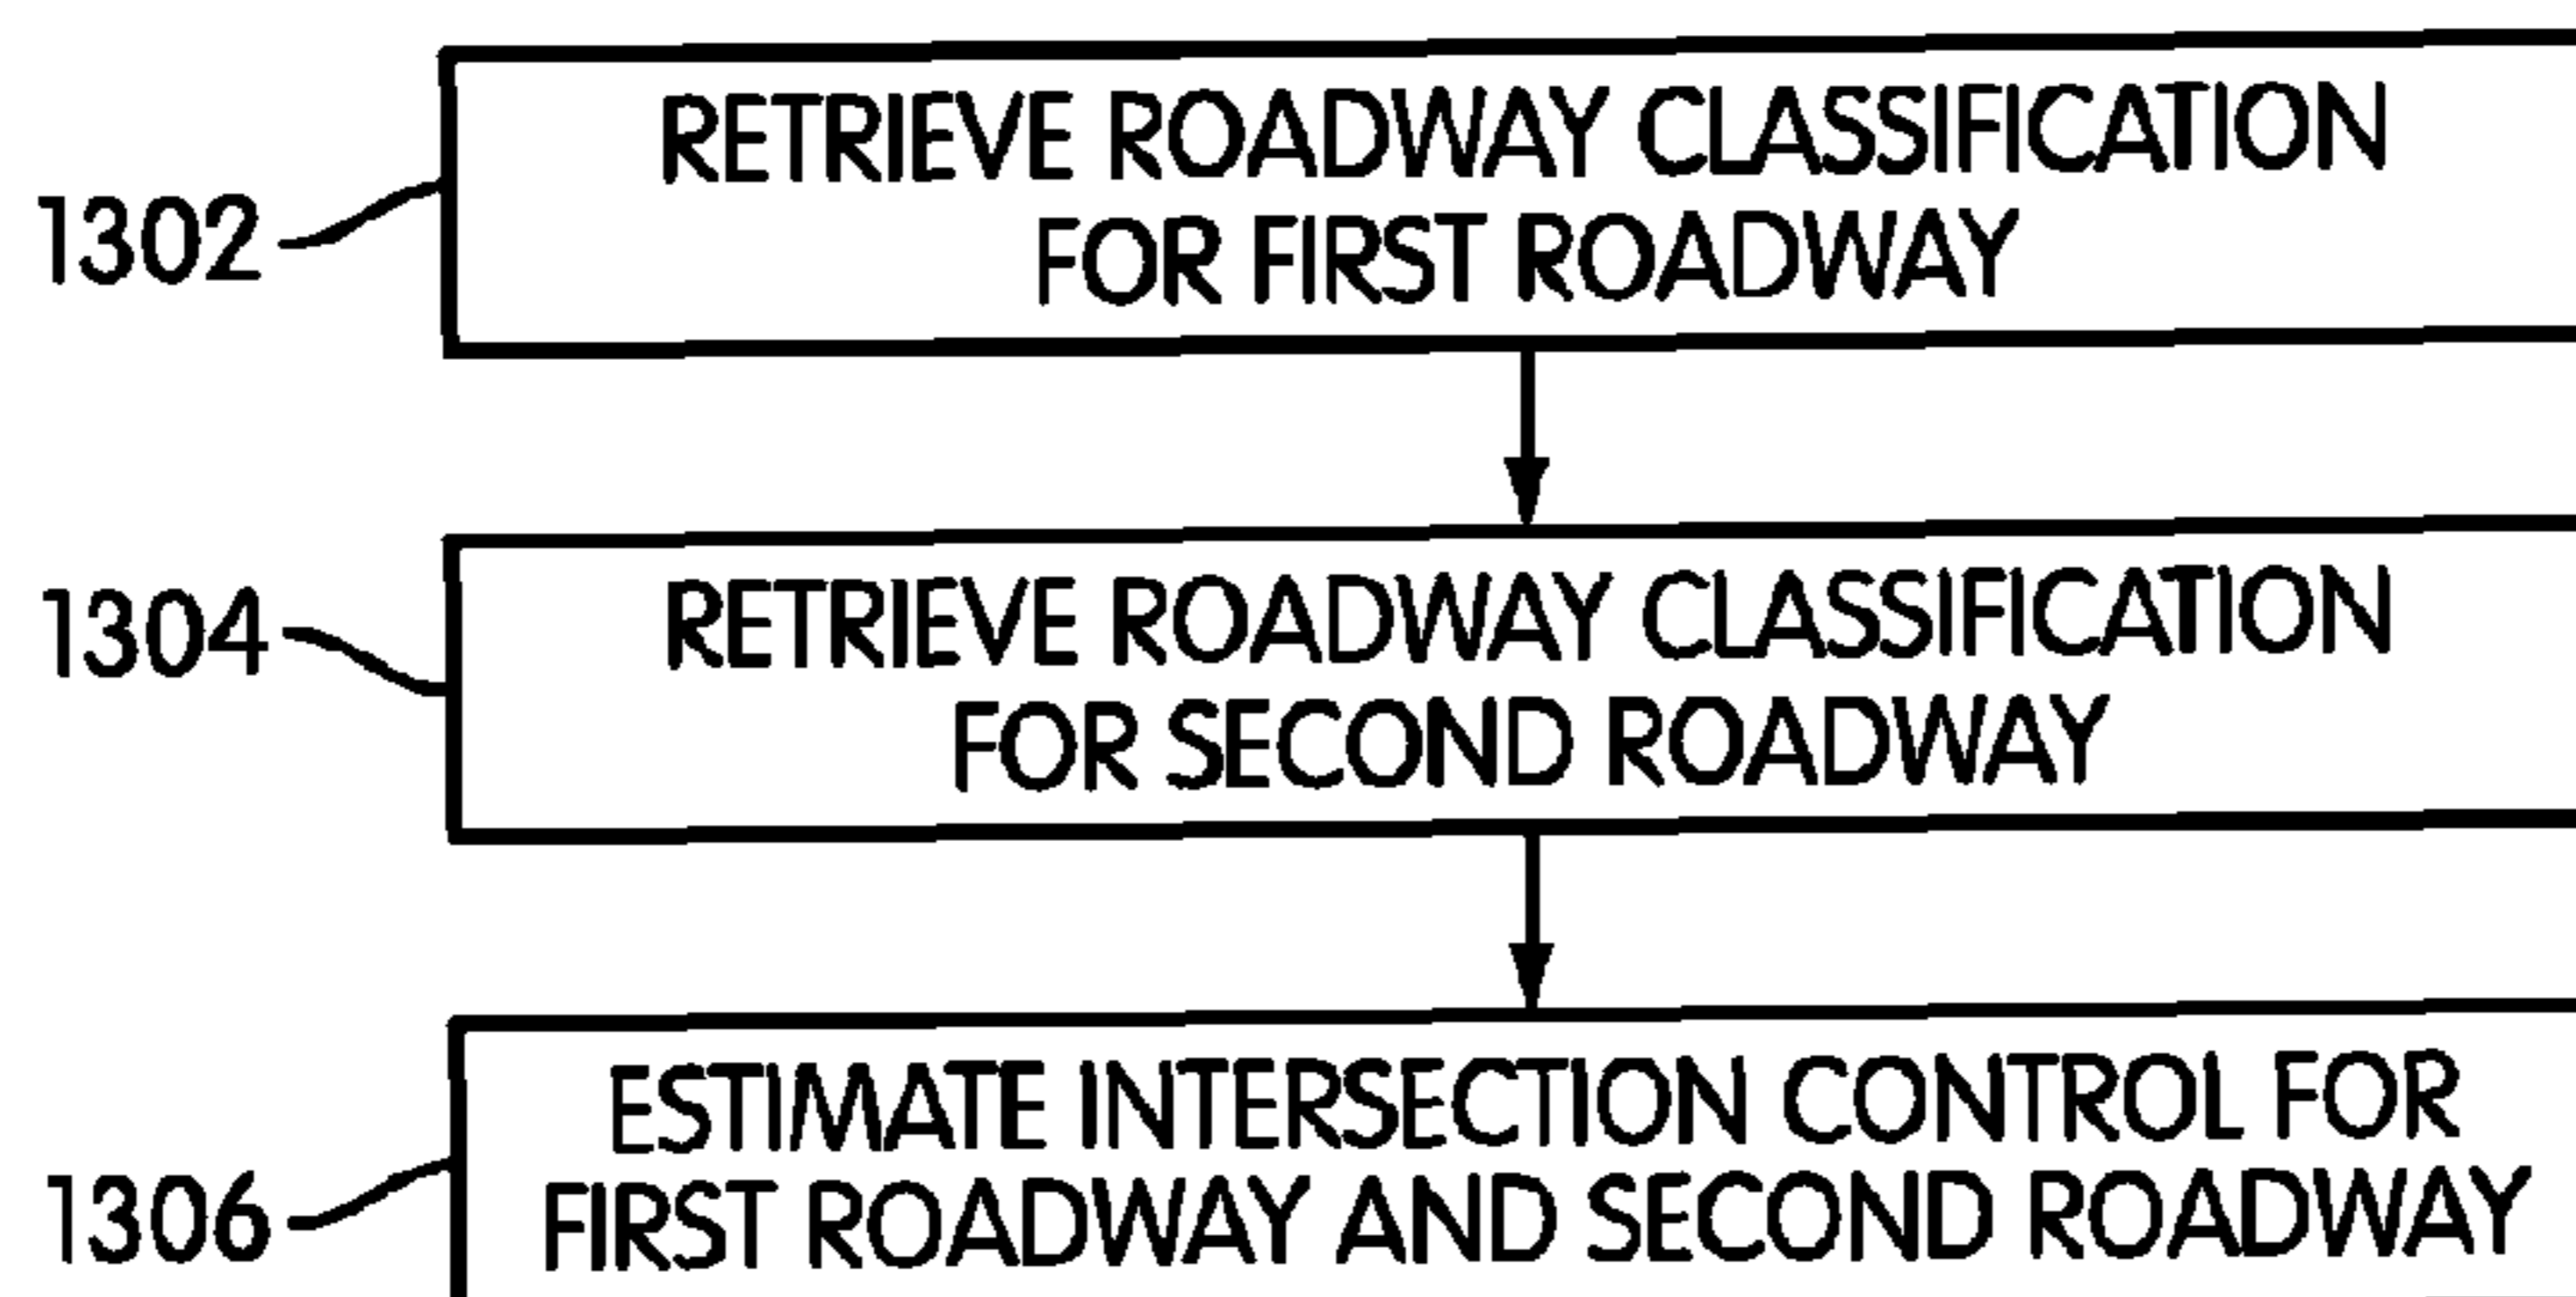 1302
RETRIEVE ROADWAY CLASSIFICATION
FOR FIRST ROADWAY
1304
RETRIEVE ROADWAY CLASSIFICATION
FOR SECOND ROADWAY
1306
ESTIMATE INTERSECTION CONTROL FOR
FIRST ROADWAY AND SECOND ROADWAY